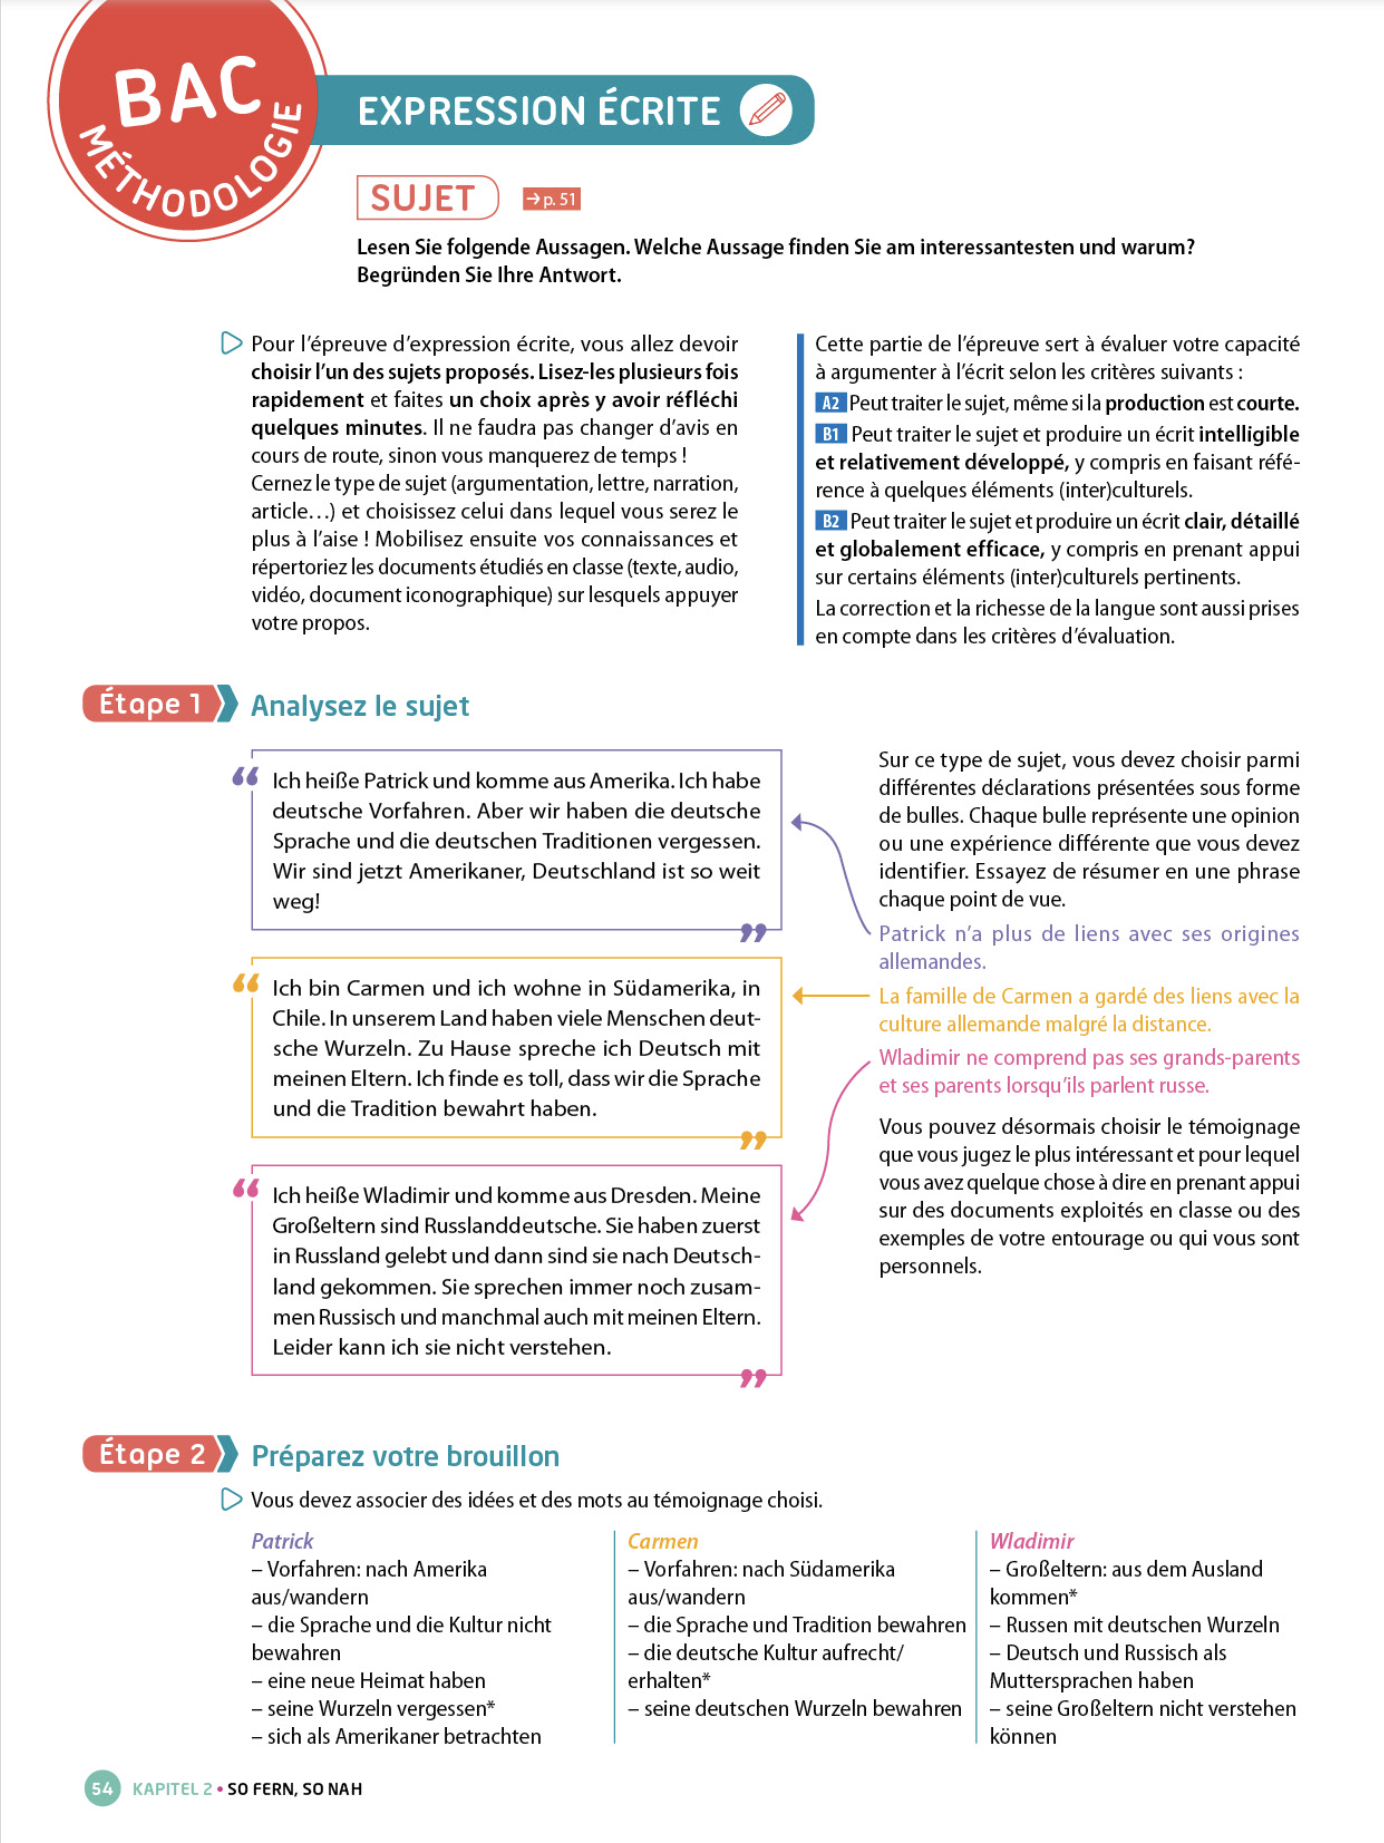 BAC
MÉTHODOLOGIE
EXPRESSION ÉCRITE
SUJET
→ p. 51
Lesen Sie folgende Aussagen. Welche Aussage finden Sie am interessantesten und warum?
Begründen Sie Ihre Antwort.
Pour l’épreuve d’expression écrite, vous allez devoir
choisir l’un des sujets proposés. Lisez-les plusieurs fois
rapidement et faites un choix après y avoir réfléchi
quelques minutes. Il ne faudra pas changer d’avis en
cours de route, sinon vous manquerez de temps !
Cernez le type de sujet (argumentation, lettre, narration,
article…) et choisissez celui dans lequel vous serez le
plus à l’aise ! Mobilisez ensuite vos connaissances et
répertoriez les documents étudiés en classe (texte, audio,
vidéo, document iconographique) sur lesquels appuyer
votre propos.
Cette partie de l’épreuve sert à évaluer votre capacité
à argumenter à l’écrit selon les critères suivants :
A2 Peut traiter le sujet, même si la production est courte.
B1 Peut traiter le sujet et produire un écrit intelligible
et relativement développé, y compris en faisant réfé-
rence à quelques éléments (inter)culturels.
B2 Peut traiter le sujet et produire un écrit clair, détaillé
et globalement efficace, y compris en prenant appui
sur certains éléments (inter)culturels pertinents.
La correction et la richesse de la langue sont aussi prises
en compte dans les critères d’évaluation.
Étape 1 Analysez le sujet
“ Ich heiße Patrick und komme aus Amerika. Ich habe
deutsche Vorfahren. Aber wir haben die deutsche
Sprache und die deutschen Traditionen vergessen.
Wir sind jetzt Amerikaner, Deutschland ist so weit
weg! ”
“ Ich bin Carmen und ich wohne in Südamerika, in
Chile. In unserem Land haben viele Menschen deut-
sche Wurzeln. Zu Hause spreche ich Deutsch mit
meinen Eltern. Ich finde es toll, dass wir die Sprache
und die Tradition bewahrt haben. ”
“ Ich heiße Wladimir und komme aus Dresden. Meine
Großeltern sind Russlanddeutsche. Sie haben zuerst
in Russland gelebt und dann sind sie nach Deutsch-
land gekommen. Sie sprechen immer noch zusam-
men Russisch und manchmal auch mit meinen Eltern.
Leider kann ich sie nicht verstehen. ”
Sur ce type de sujet, vous devez choisir parmi
différentes déclarations présentées sous forme
de bulles. Chaque bulle représente une opinion
ou une expérience différente que vous devez
identifier. Essayez de résumer en une phrase
chaque point de vue.
Patrick n’a plus de liens avec ses origines
allemandes.
La famille de Carmen a gardé des liens avec la
culture allemande malgré la distance.
Wladimir ne comprend pas ses grands-parents
et ses parents lorsqu’ils parlent russe.
Vous pouvez désormais choisir le témoignage
que vous jugez le plus intéressant et pour lequel
vous avez quelque chose à dire en prenant appui
sur des documents exploités en classe ou des
exemples de votre entourage ou qui vous sont
personnels.
Étape 2 Préparez votre brouillon
Vous devez associer des idées et des mots au témoignage choisi.
Patrick
– Vorfahren: nach Amerika
aus/wandern
– die Sprache und die Kultur nicht
bewahren
– eine neue Heimat haben
– seine Wurzeln vergessen*
– sich als Amerikaner betrachten
Carmen
– Vorfahren: nach Südamerika
aus/wandern
– die Sprache und Tradition bewahren
– die deutsche Kultur aufrecht/
erhalten*
– seine deutschen Wurzeln bewahren
Wladimir
– Großeltern: aus dem Ausland
kommen*
– Russen mit deutschen Wurzeln
– Deutsch und Russisch als
Muttersprachen haben
– seine Großeltern nicht verstehen
können
54 KAPITEL 2 • SO FERN, SO NAH